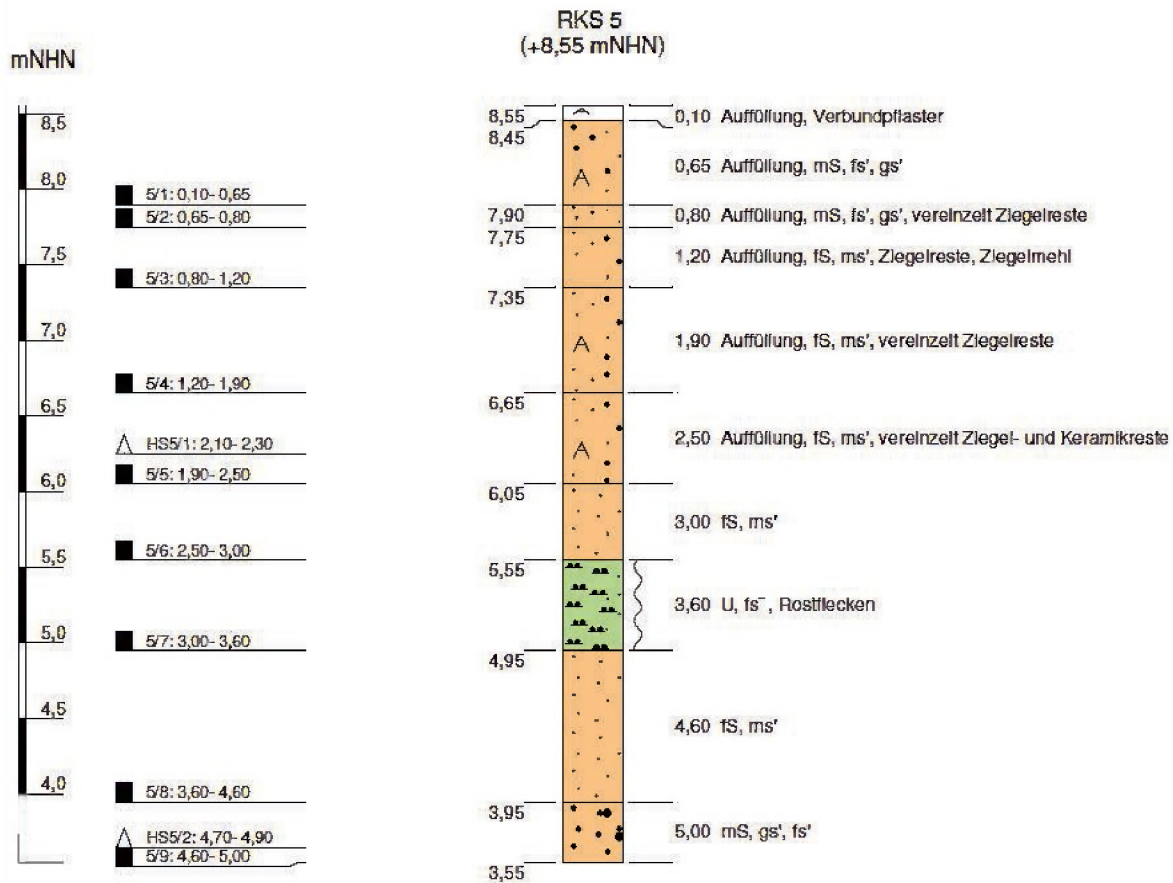 RKS 5
(+8,55 mNHN)
mNHN
8,5
8,0
7,5
7,0
6,5
6,0
5,5
5,0
4,5
4,0
5/1: 0,10- 0,65
5/2: 0,65- 0,80
5/3: 0,80- 1,20
5/4: 1,20- 1,90
HS5/1: 2,10- 2,30
5/5: 1,90- 2,50
5/6: 2,50- 3,00
5/7: 3,00- 3,60
5/8: 3,60- 4,60
HS5/2: 4,70- 4,90
5/9: 4,60- 5,00
8,55
8,45
7,90
7,75
7,35
6,65
6,05
5,55
4,95
3,95
3,55
A
A
A
0,10 Auffüllung, Verbundpflaster
0,65 Auffüllung, mS, fs', gs'
0,80 Auffüllung, mS, fs', gs', vereinzelt Ziegelreste
1,20 Auffüllung, fS, ms', Ziegelreste, Ziegelmehl
1,90 Auffüllung, fS, ms', vereinzelt Ziegelreste
2,50 Auffüllung, fS, ms', vereinzelt Ziegel- und Keramikreste
3,00 fS, ms'
3,60 U, fs¯, Rostflecken
4,60 fS, ms'
5,00 mS, gs', fs'